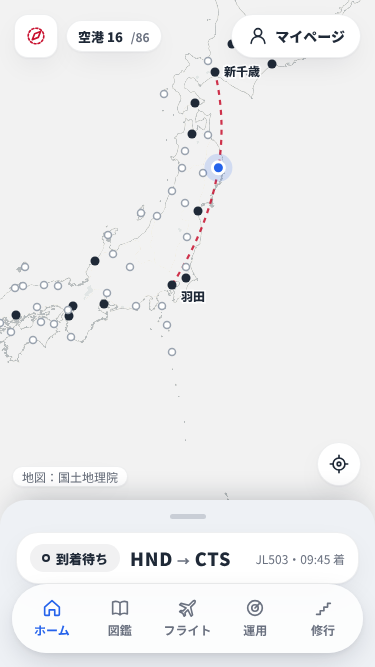 空港 16 /86
マイページ
新千歳
羽田
地図：国土地理院
到着待ち HND → CTS JL503・09:45 着
ホーム 図鑑 フライト 運用 修行